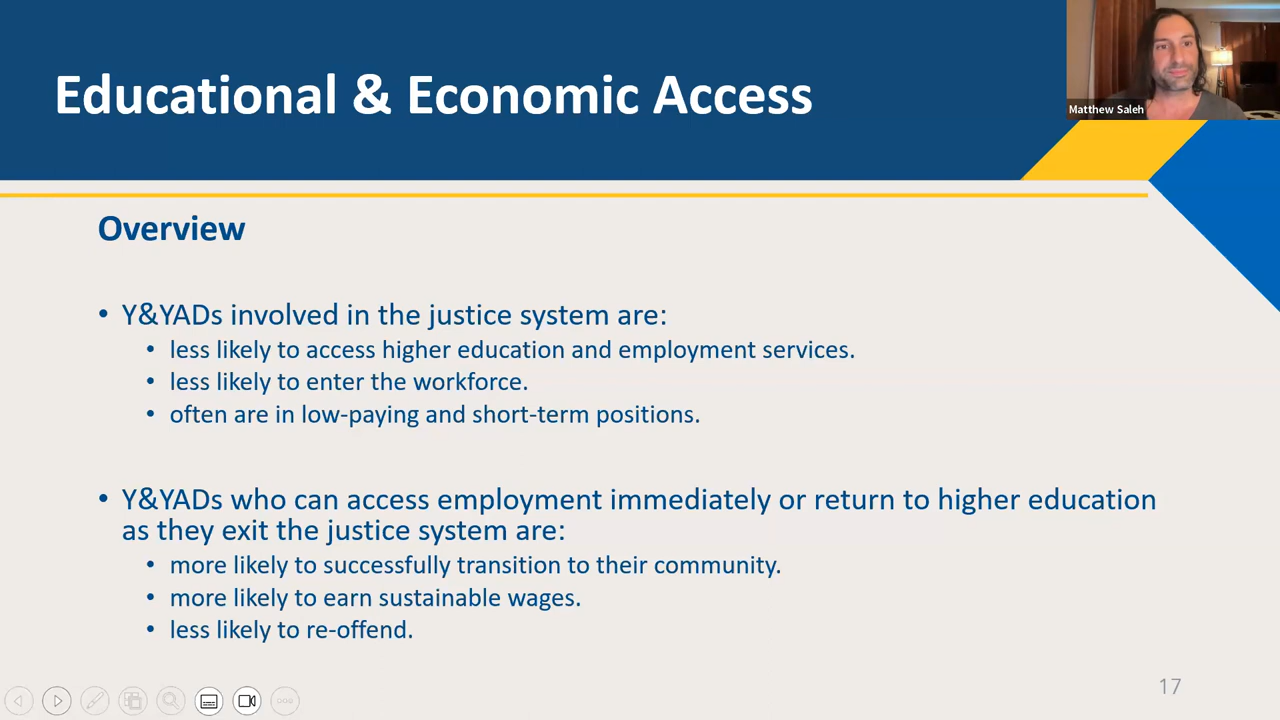 Educational & Economic Access
Matthew Saleh
Overview
• Y&YADs involved in the justice system are:
• less likely to access higher education and employment services.
• less likely to enter the workforce.
• often are in low-paying and short-term positions.
• Y&YADs who can access employment immediately or return to higher education
as they exit the justice system are:
• more likely to successfully transition to their community.
• more likely to earn sustainable wages.
• less likely to re-offend.
17